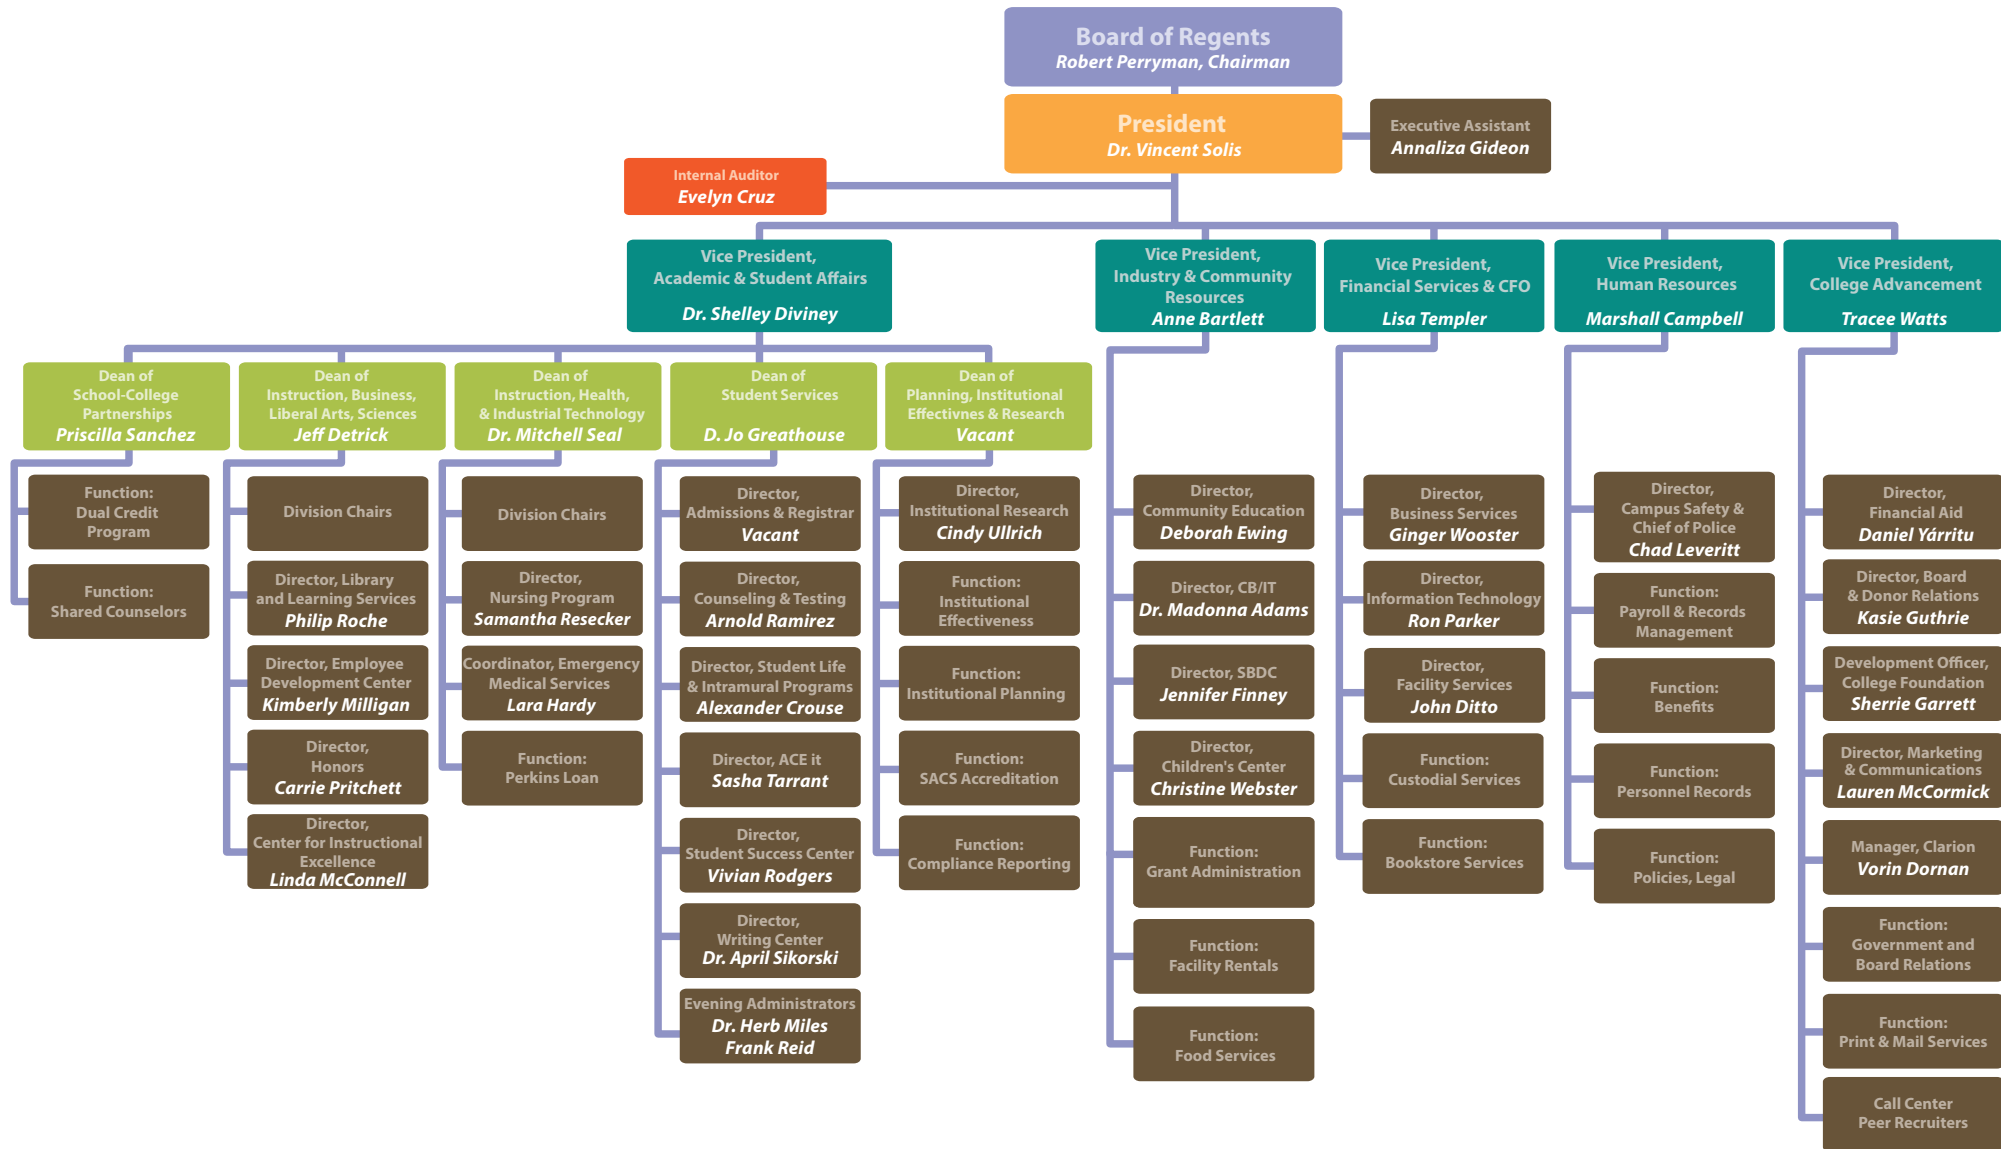 Board of Regents
Robert Perryman, Chairman
President
Dr. Vincent Solis
Executive Assistant
Annaliza Gideon
Internal Auditor
Evelyn Cruz
Vice President,
Academic & Student Affairs
Dr. Shelley Diviney
Vice President,
Industry & Community
Resources
Anne Bartlett
Vice President,
Financial Services & CFO
Lisa Templer
Vice President,
Human Resources
Marshall Campbell
Vice President,
College Advancement
Tracee Watts
Dean of
School-College
Partnerships
Priscilla Sanchez
Dean of
Instruction, Business,
Liberal Arts, Sciences
Jeff Detrick
Dean of
Instruction, Health,
& Industrial Technology
Dr. Mitchell Seal
Dean of
Student Services
D. Jo Greathouse
Dean of
Planning, Institutional
Effectivnes & Research
Vacant
Function:
Dual Credit
Program
Function:
Shared Counselors
Division Chairs
Director, Library
and Learning Services
Philip Roche
Director, Employee
Development Center
Kimberly Milligan
Director,
Honors
Carrie Pritchett
Director,
Center for Instructional
Excellence
Linda McConnell
Division Chairs
Director,
Nursing Program
Samantha Resecker
Coordinator, Emergency
Medical Services
Lara Hardy
Function:
Perkins Loan
Director,
Admissions & Registrar
Vacant
Director,
Counseling & Testing
Arnold Ramirez
Director, Student Life
& Intramural Programs
Alexander Crouse
Director, ACE it
Sasha Tarrant
Director,
Student Success Center
Vivian Rodgers
Director,
Writing Center
Dr. April Sikorski
Evening Administrators
Dr. Herb Miles
Frank Reid
Director,
Institutional Research
Cindy Ullrich
Function:
Institutional
Effectiveness
Function:
Institutional Planning
Function:
SACS Accreditation
Function:
Compliance Reporting
Director,
Community Education
Deborah Ewing
Director, CB/IT
Dr. Madonna Adams
Director, SBDC
Jennifer Finney
Director,
Children's Center
Christine Webster
Function:
Grant Administration
Function:
Facility Rentals
Function:
Food Services
Director,
Business Services
Ginger Wooster
Director,
Information Technology
Ron Parker
Director,
Facility Services
John Ditto
Function:
Custodial Services
Function:
Bookstore Services
Director,
Campus Safety &
Chief of Police
Chad Leveritt
Function:
Payroll & Records
Management
Function:
Benefits
Function:
Personnel Records
Function:
Policies, Legal
Director,
Financial Aid
Daniel Yárritu
Director, Board
& Donor Relations
Kasie Guthrie
Development Officer,
College Foundation
Sherrie Garrett
Director, Marketing
& Communications
Lauren McCormick
Manager, Clarion
Vorin Dornan
Function:
Government and
Board Relations
Function:
Print & Mail Services
Call Center
Peer Recruiters